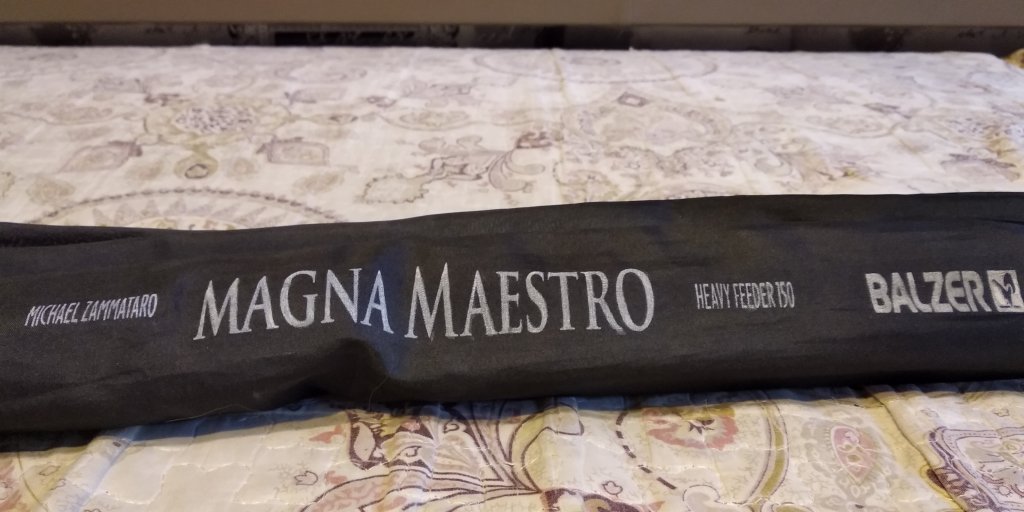 MICHAEL ZAMMATARO MAGNA MAESTRO HEAVY FEEDER 150 BALZER